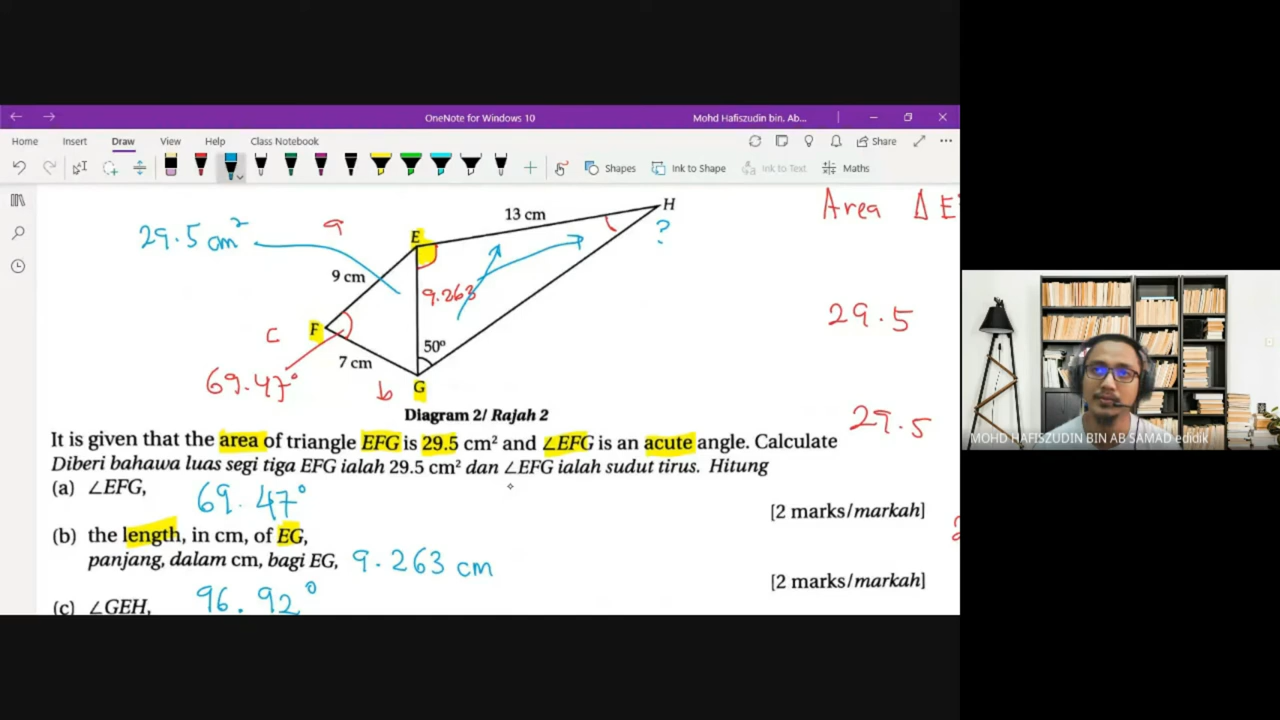 OneNote for Windows 10
Mohd Hafiszudin bin. Ab...
Home Insert Draw View Help Class Notebook
Share
Shapes Ink to Shape Ink to Text Maths
29.5 cm²
a
E
13 cm
H
?
Area Δ E
9 cm
9.263
29.5
F
c
50°
7 cm
69.47°
b
G
Diagram 2/ Rajah 2
29.5
It is given that the area of triangle EFG is 29.5 cm² and ∠EFG is an acute angle. Calculate
Diberi bahawa luas segi tiga EFG ialah 29.5 cm² dan ∠EFG ialah sudut tirus. Hitung
(a) ∠EFG, 69.47°
[2 marks/markah]
(b) the length, in cm, of EG,
panjang, dalam cm, bagi EG, 9.263 cm
[2 marks/markah]
(c) ∠GEH, 96.92°
MOHD HAFISZUDIN BIN AB SAMAD edidik